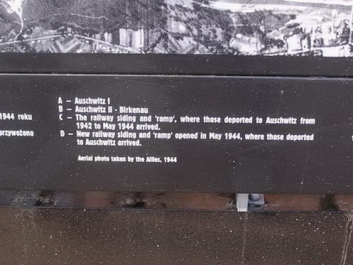 A – Auschwitz I
B – Auschwitz II - Birkenau
1944 roku
C – The railway siding and 'ramp', where those deported to Auschwitz from
1942 to May 1944 arrived.
przywożono
D – New railway siding and 'ramp' opened in May 1944, where those deported
to Auschwitz arrived.
Aerial photo taken by the Allies, 1944